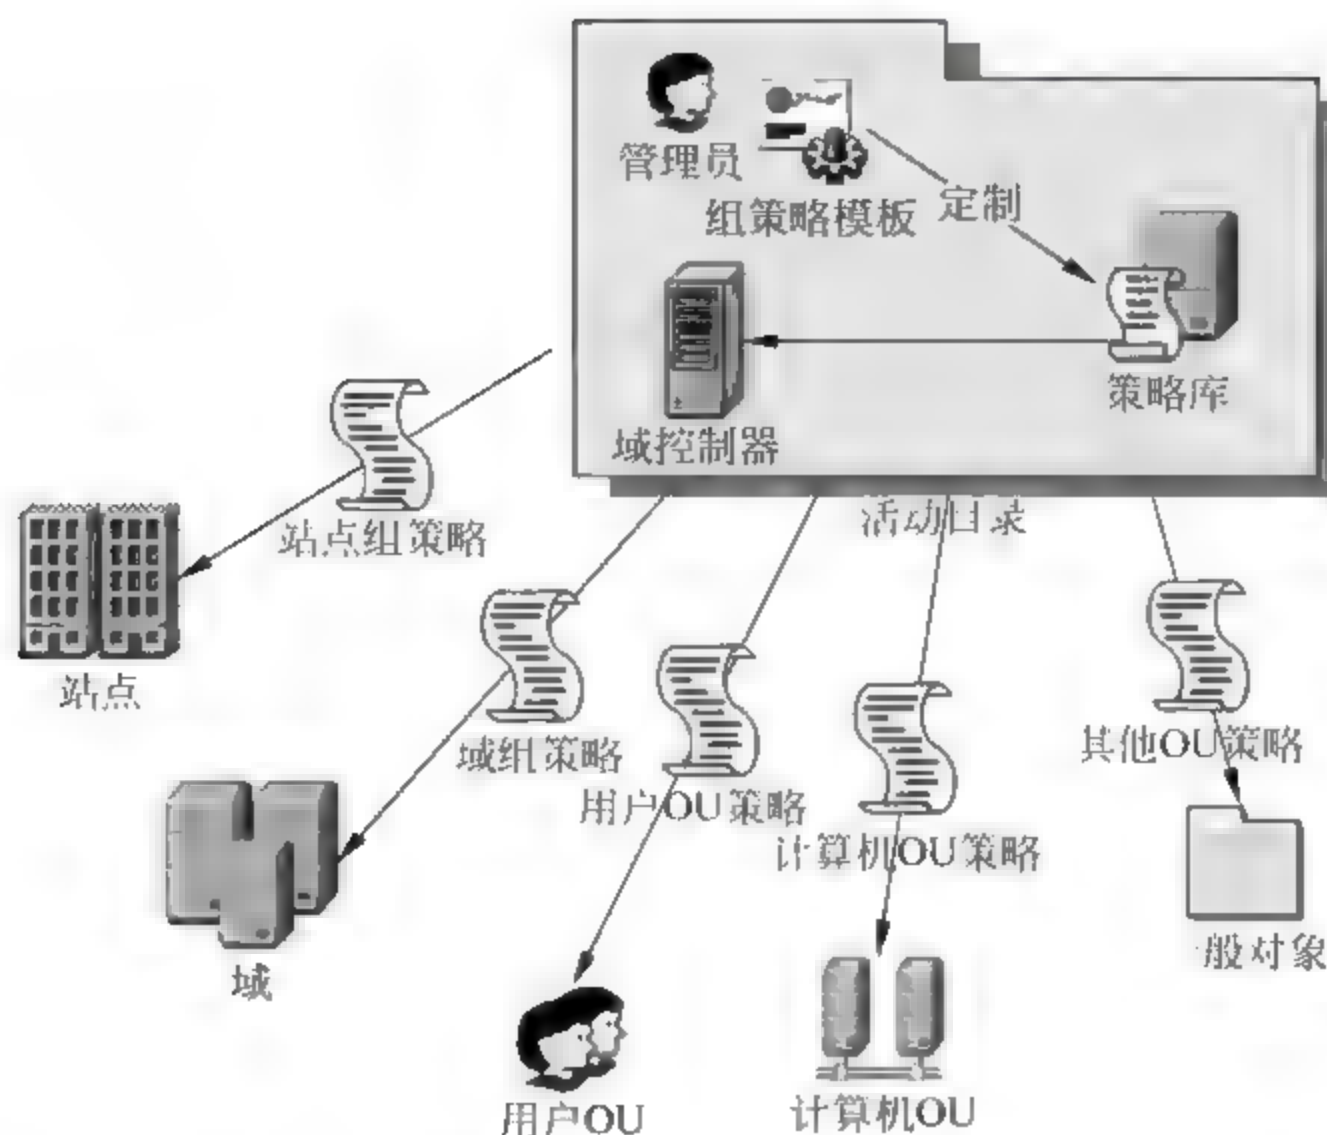 管理员
组策略模板
定制
策略库
域控制器
活动目录
站点组策略
站点
域组策略
用户OU策略
计算机OU策略
其他OU策略
域
用户OU
计算机OU
一般对象